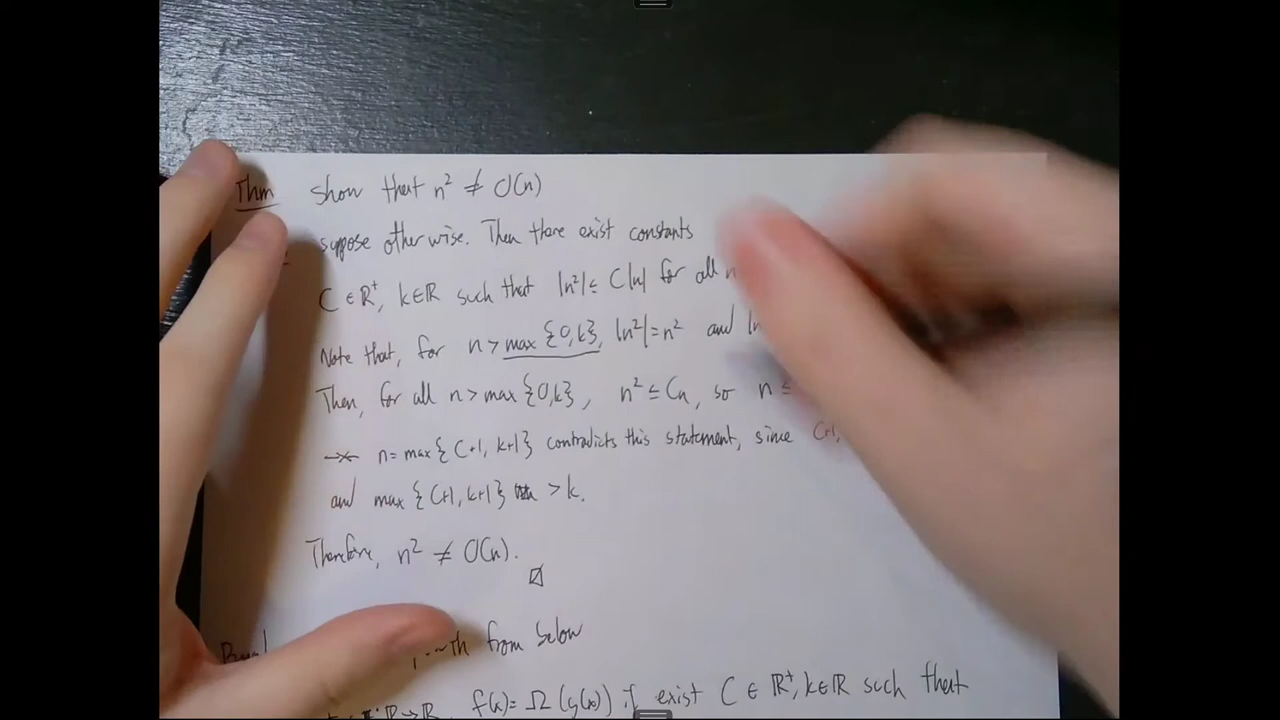 Thm show that n² ≠ O(n)
suppose otherwise. Then there exist constants
C ∈ ℝ⁺, k∈ℝ such that |n²| ≤ C|n| for all n
Note that, for n > max {0,k}, |n²| = n² and |n
Then, for all n > max {0,k}, n² ≤ Cn, so n ≤
n = max {C+1, k+1} contradicts this statement, since C+1,
and max {C+1, k+1} > k.
Therefore, n² ≠ O(n).
from below
f(x) = Ω(g(x)) if exist C ∈ ℝ⁺, k∈ℝ such that